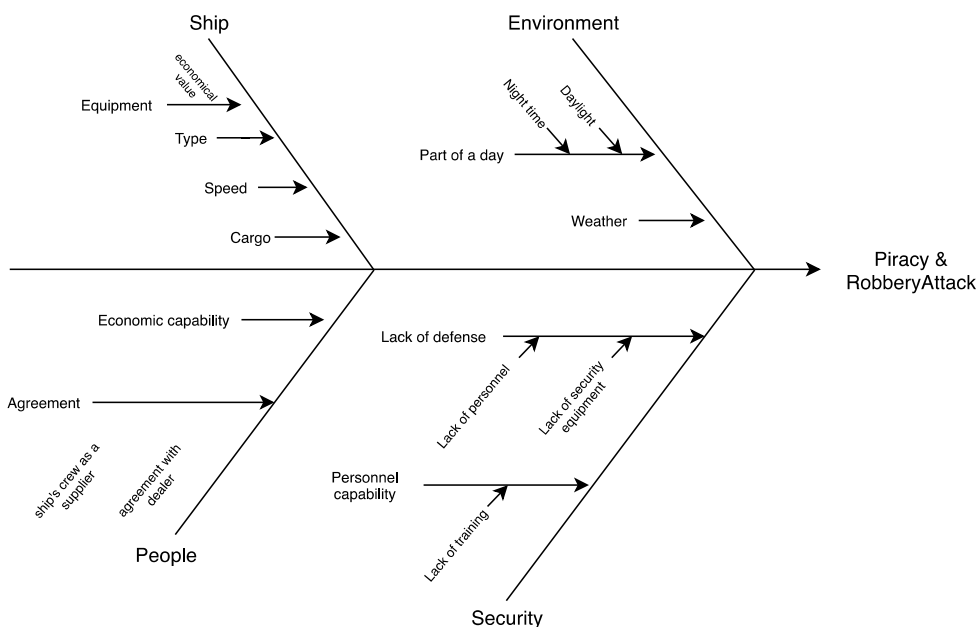 Ship
Environment
economical
value
Equipment
Type
Speed
Cargo
Night time
Daylight
Part of a day
Weather
Piracy &
RobberyAttack
Economic capability
Agreement
ship's crew as a
supplier
agreement with
dealer
People
Lack of defense
Lack of personnel
Lack of security
equipment
Personnel
capability
Lack of training
Security